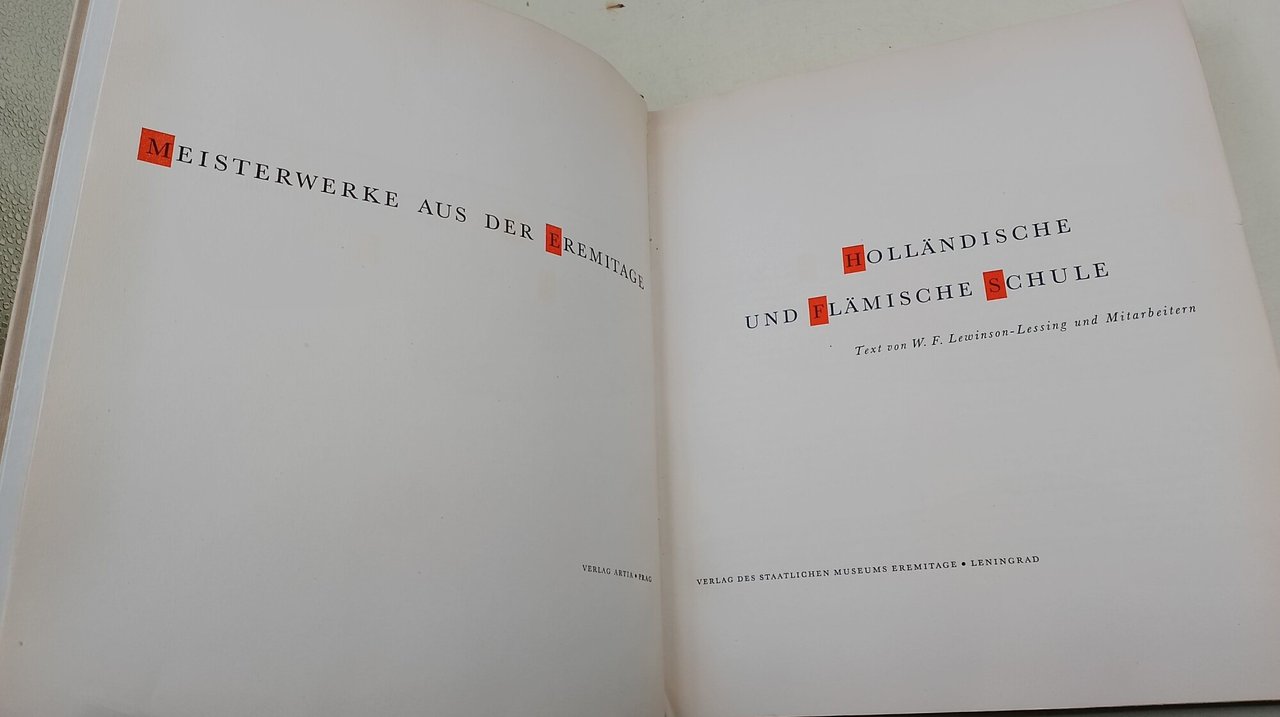 MEISTERWERKE AUS DER EREMITAGE
VERLAG ARTIA • PRAG
HOLLÄNDISCHE
UND FLÄMISCHE SCHULE
Text von W. F. Lewinson-Lessing und Mitarbeitern
VERLAG DES STAATLICHEN MUSEUMS EREMITAGE • LENINGRAD